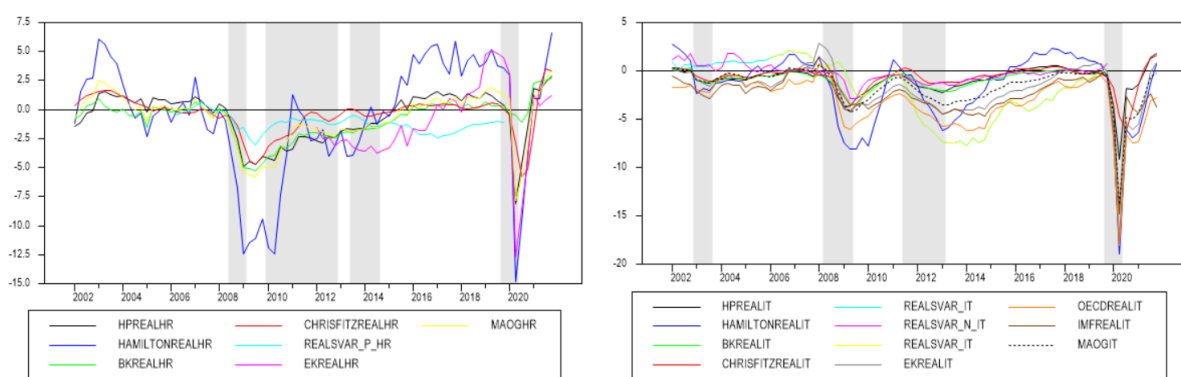 7.5
5.0
2.5
0.0
-2.5
-5.0
-7.5
-10.0
-12.5
-15.0
2002 2004 2006 2008 2010 2012 2014 2016 2018 2020
HPREALHR CHRISFITZREALHR MAOGHR
HAMILTONREALHR REALSVAR_P_HR
BKREALHR EKREALHR
5
0
-5
-10
-15
-20
2002 2004 2006 2008 2010 2012 2014 2016 2018 2020
HPREALIT REALSVAR_IT OECDREALIT
HAMILTONREALIT REALSVAR_N_IT IMFREALIT
BKREALIT REALSVAR_IT MAOGIT
CHRISFITZREALIT EKREALIT